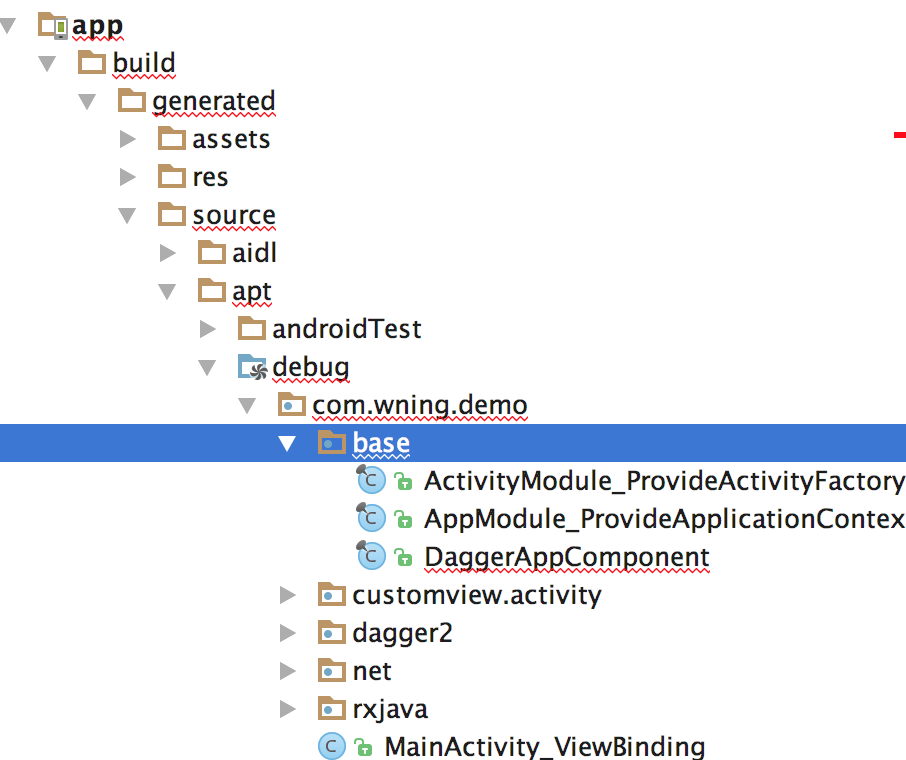 app
build
generated
assets
res
source
aidl
apt
androidTest
debug
com.wning.demo
base
ActivityModule_ProvideActivityFactory
AppModule_ProvideApplicationContex
DaggerAppComponent
customview.activity
dagger2
net
rxjava
MainActivity_ViewBinding